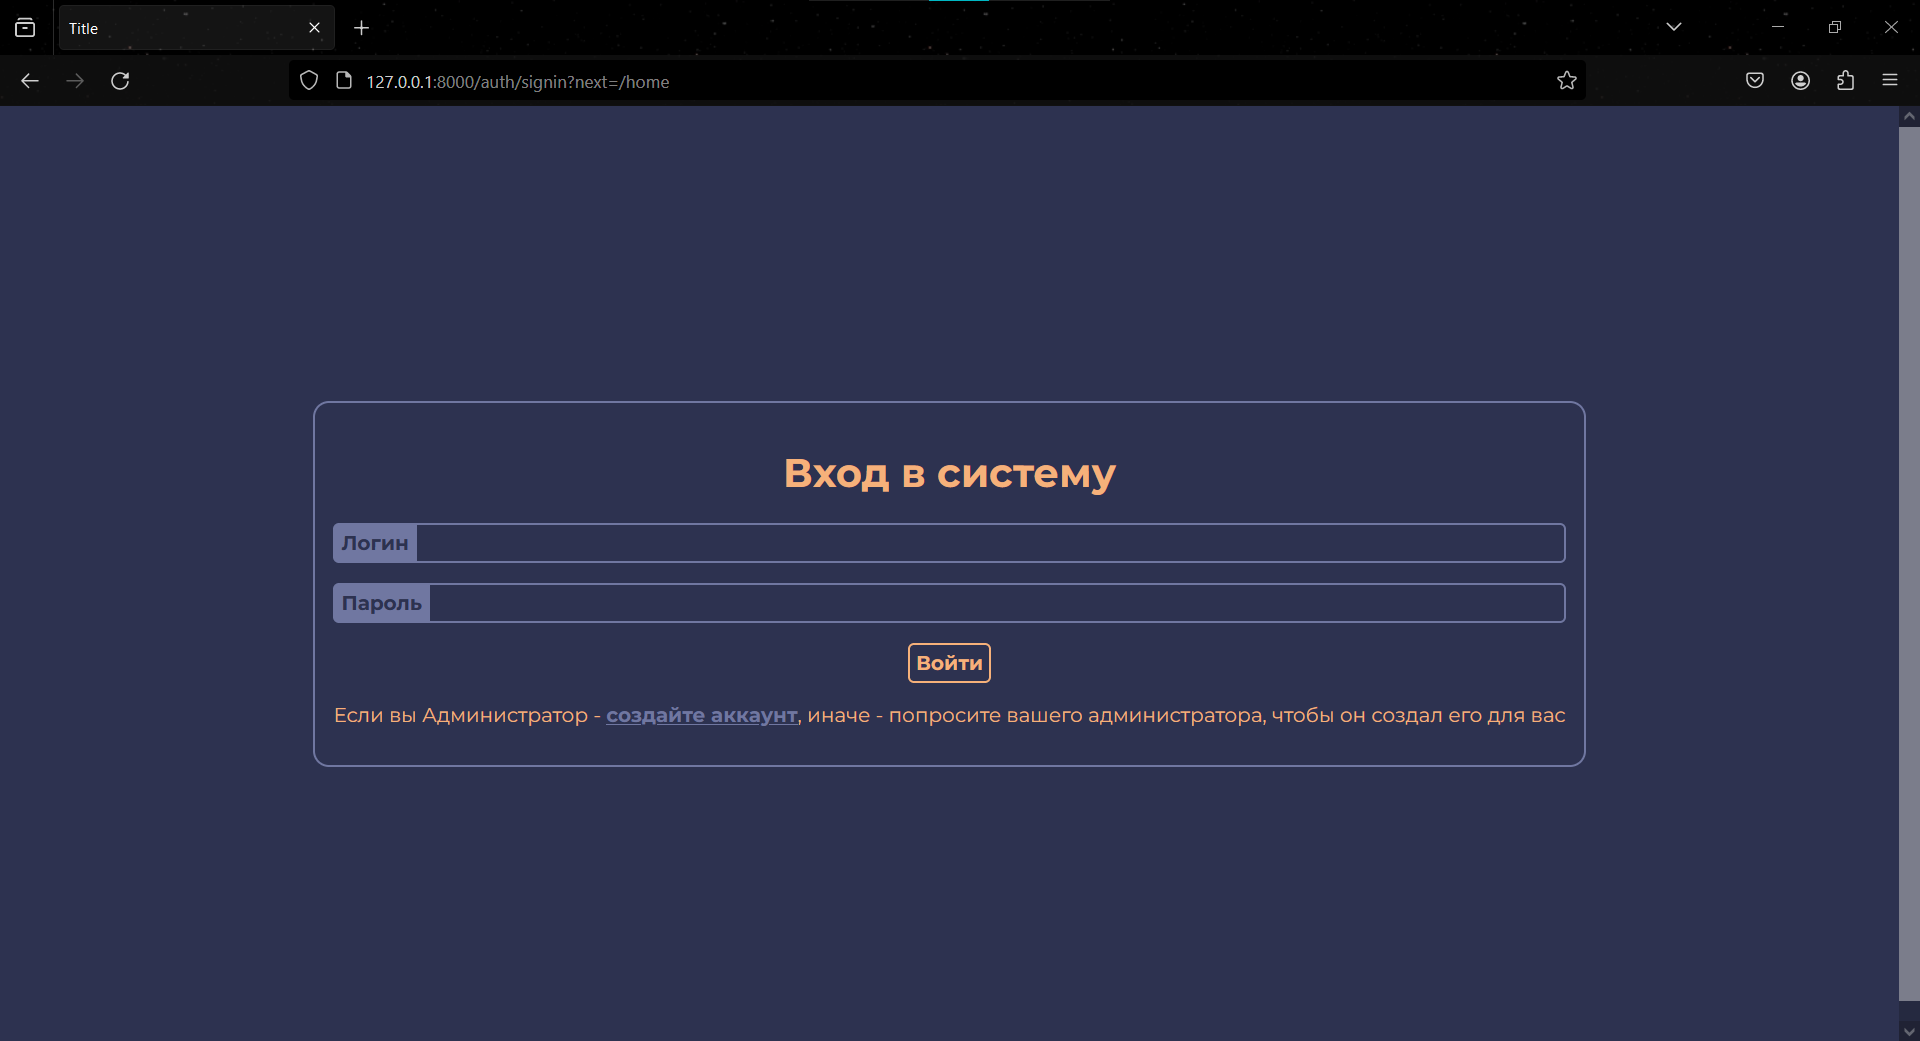 Title
127.0.0.1:8000/auth/signin?next=/home
Вход в систему
Логин
Пароль
Войти
Если вы Администратор - создайте аккаунт, иначе - попросите вашего администратора, чтобы он создал его для вас